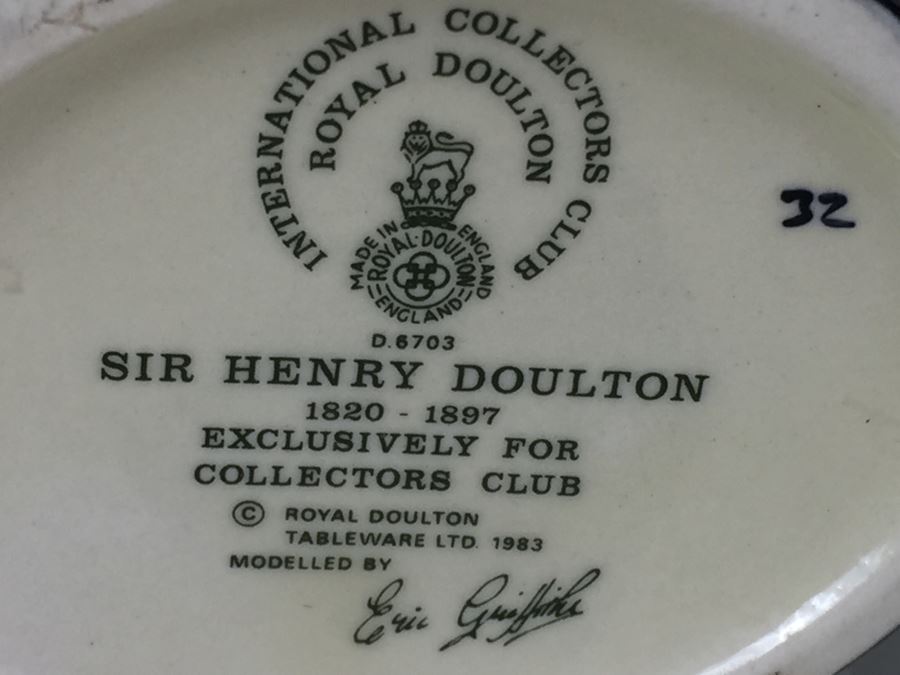 INTERNATIONAL COLLECTORS CLUB
ROYAL DOULTON
MADE IN ENGLAND
ROYAL-DOULTON
ENGLAND
32
D.6703
SIR HENRY DOULTON
1820 - 1897
EXCLUSIVELY FOR
COLLECTORS CLUB
© ROYAL DOULTON
TABLEWARE LTD. 1983
MODELLED BY
Eric Griffiths